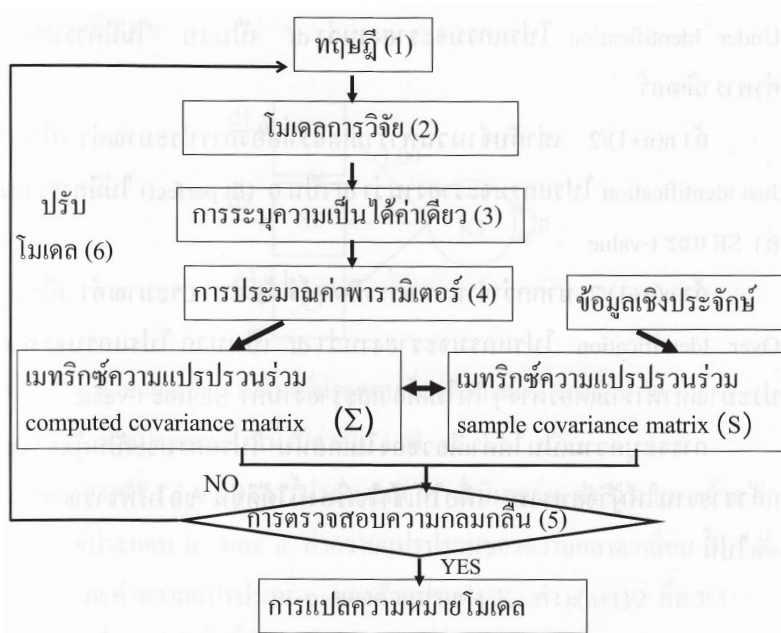 ทฤษฎี (1)
โมเดลการวิจัย (2)
การระบุความเป็นได้ค่าเดียว (3)
ปรับ
โมเดล (6)
การประมาณค่าพารามิเตอร์ (4)
ข้อมูลเชิงประจักษ์
เมทริกซ์ความแปรปรวนร่วม
computed covariance matrix (Σ)
เมทริกซ์ความแปรปรวนร่วม
sample covariance matrix (S)
NO
การตรวจสอบความกลมกลืน (5)
YES
การแปลความหมายโมเดล